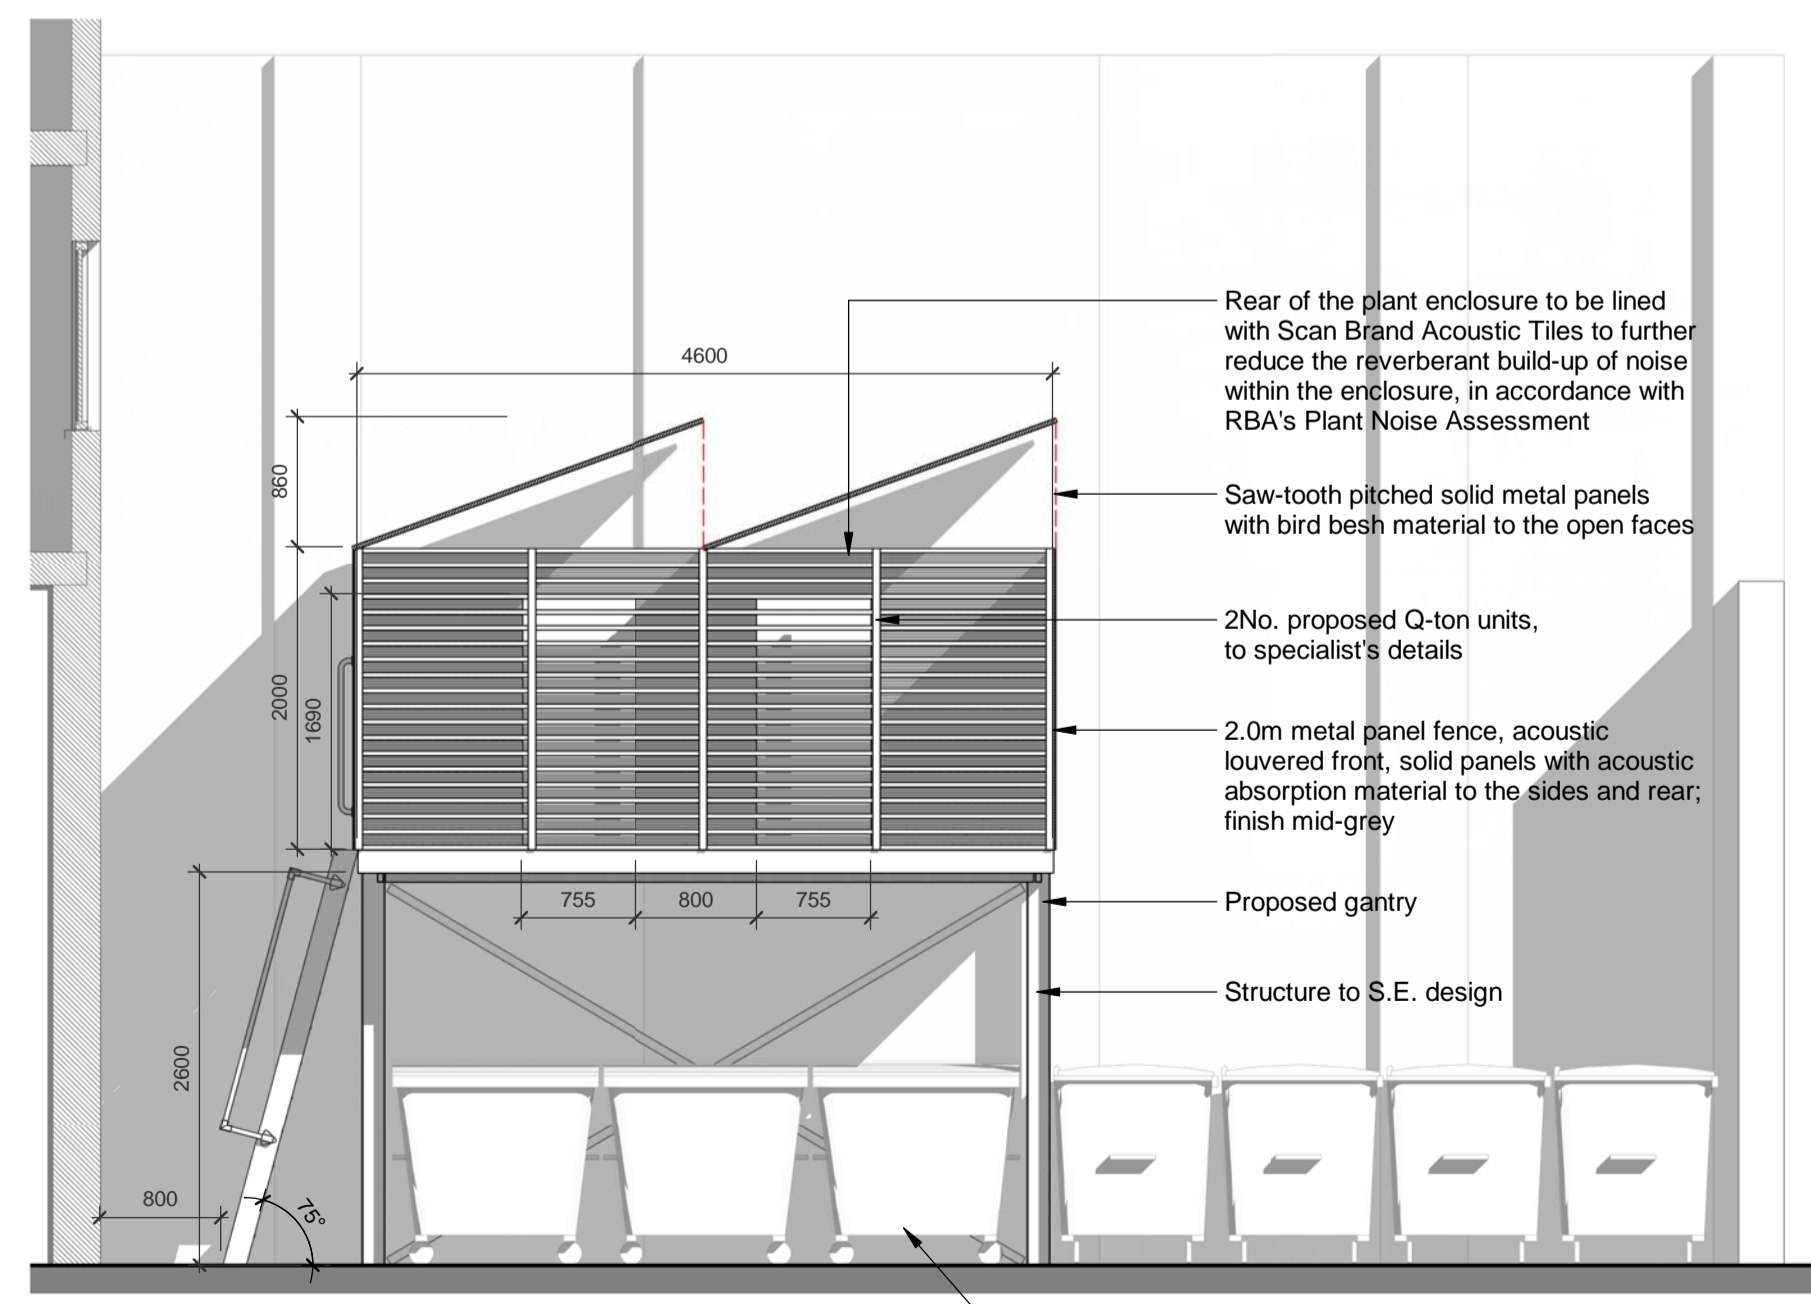 Rear of the plant enclosure to be lined
with Scan Brand Acoustic Tiles to further
reduce the reverberant build-up of noise
within the enclosure, in accordance with
RBA's Plant Noise Assessment
4600
860
Saw-tooth pitched solid metal panels
with bird besh material to the open faces
2No. proposed Q-ton units,
to specialist's details
2000
1690
2.0m metal panel fence, acoustic
louvered front, solid panels with acoustic
absorption material to the sides and rear;
finish mid-grey
755
800
755
Proposed gantry
Structure to S.E. design
2600
800
75°